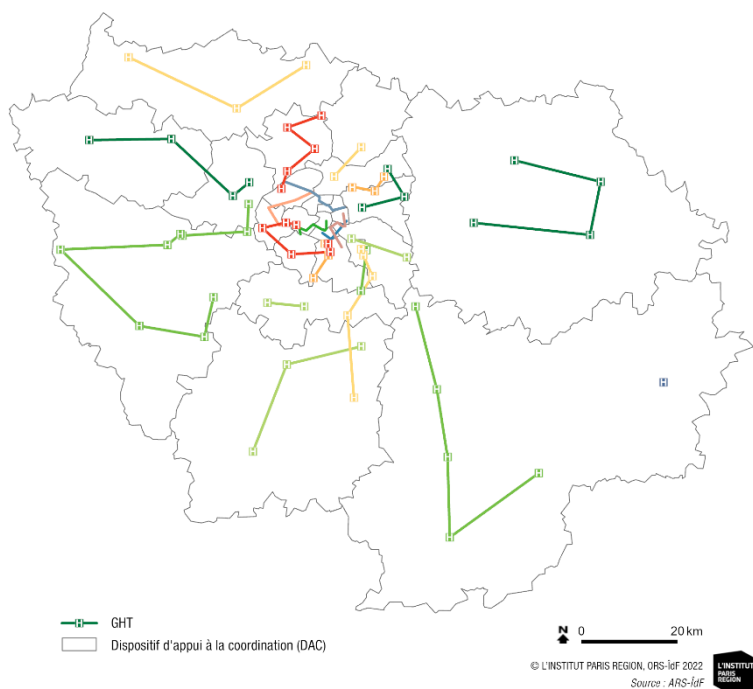 GHT
Dispositif d'appui à la coordination (DAC)
N 0 20 km
© L'INSTITUT PARIS REGION, ORS-îdF 2022
Source : ARS-îdF
L'INSTITUT
PARIS
REGION